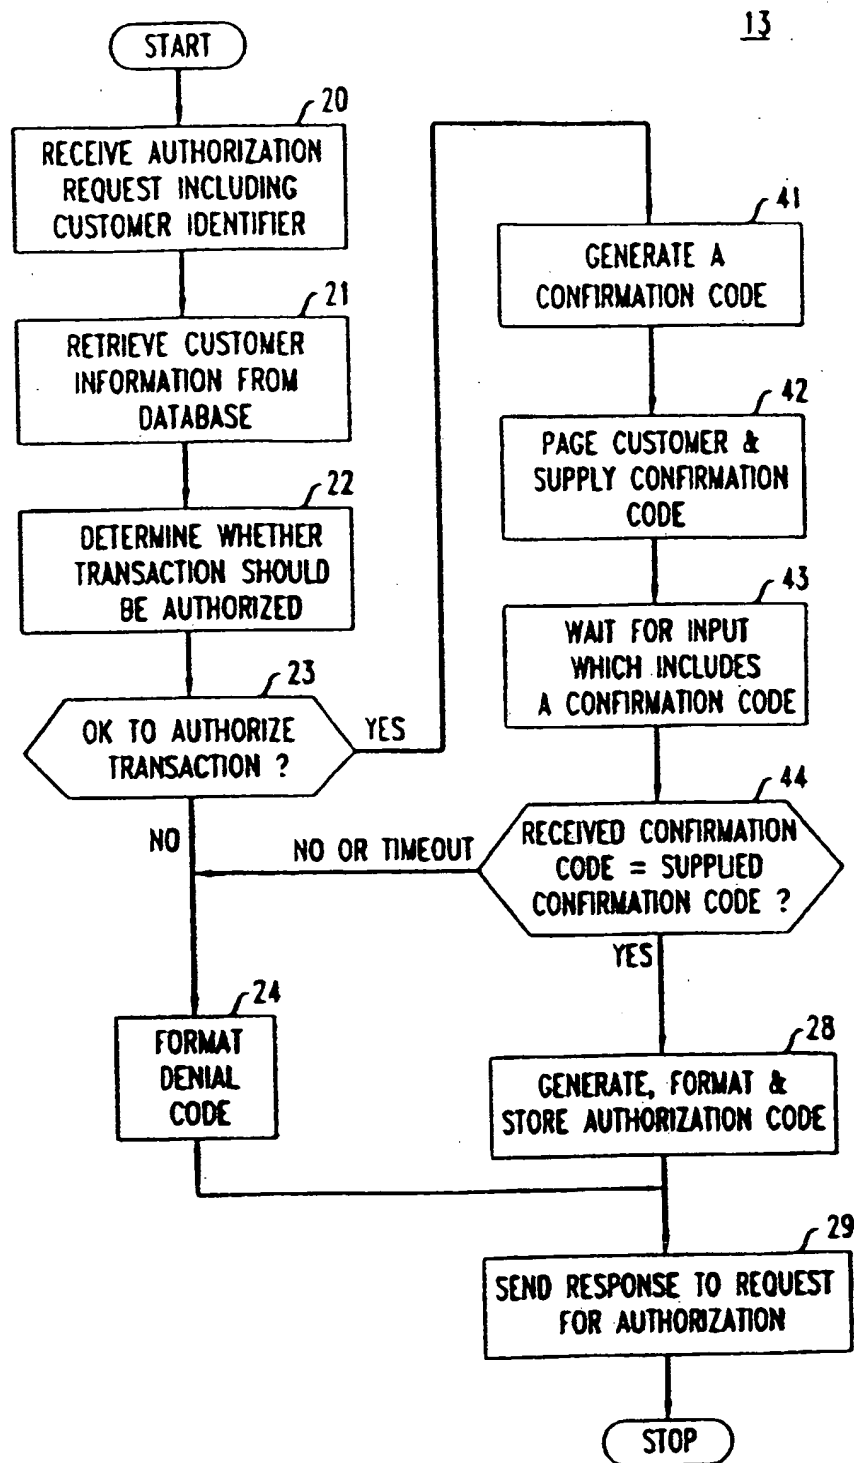 13
START
20
RECEIVE AUTHORIZATION
REQUEST INCLUDING
CUSTOMER IDENTIFIER
21
RETRIEVE CUSTOMER
INFORMATION FROM
DATABASE
22
DETERMINE WHETHER
TRANSACTION SHOULD
BE AUTHORIZED
23
OK TO AUTHORIZE
TRANSACTION ?
YES
NO
24
FORMAT
DENIAL
CODE
41
GENERATE A
CONFIRMATION CODE
42
PAGE CUSTOMER &
SUPPLY CONFIRMATION
CODE
43
WAIT FOR INPUT
WHICH INCLUDES
A CONFIRMATION CODE
44
RECEIVED CONFIRMATION
CODE = SUPPLIED
CONFIRMATION CODE ?
NO OR TIMEOUT
YES
28
GENERATE, FORMAT &
STORE AUTHORIZATION CODE
29
SEND RESPONSE TO REQUEST
FOR AUTHORIZATION
STOP